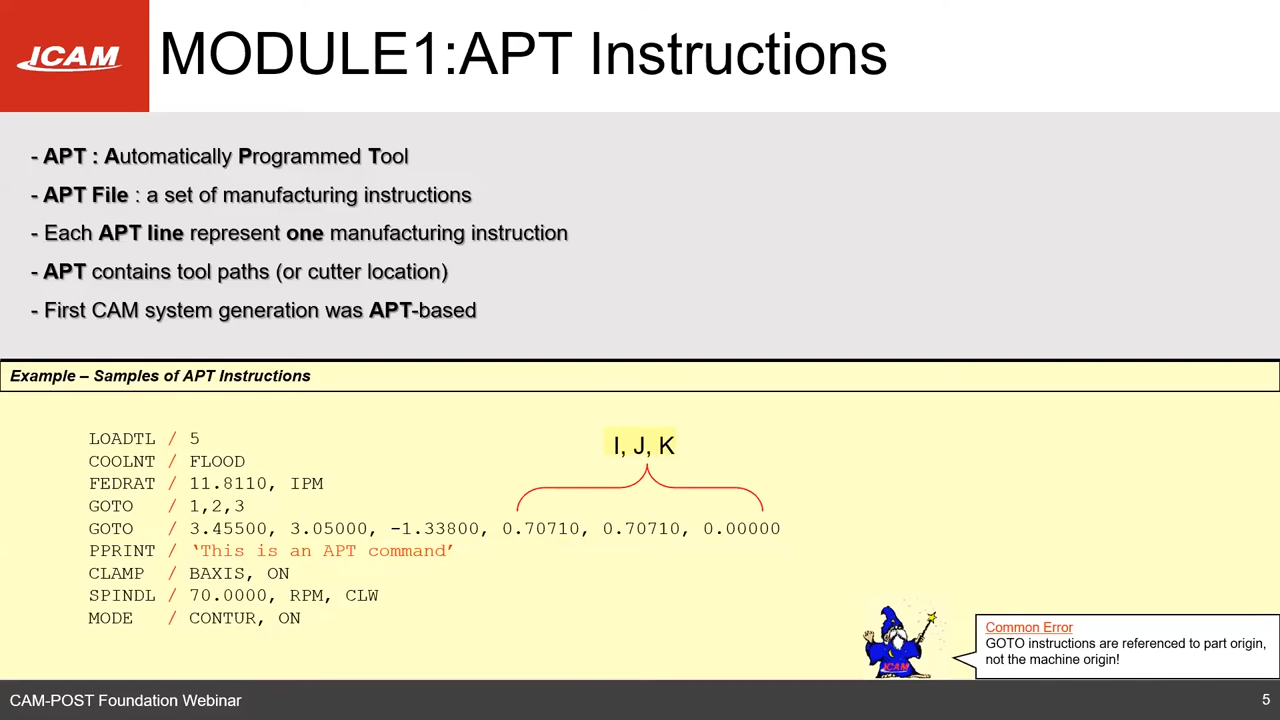 ICAM
MODULE1:APT Instructions
- APT : Automatically Programmed Tool
- APT File : a set of manufacturing instructions
- Each APT line represent one manufacturing instruction
- APT contains tool paths (or cutter location)
- First CAM system generation was APT-based
Example – Samples of APT Instructions
I, J, K
LOADTL / 5
COOLNT / FLOOD
FEDRAT / 11.8110, IPM
GOTO / 1,2,3
GOTO / 3.45500, 3.05000, -1.33800, 0.70710, 0.70710, 0.00000
PPRINT / ‘This is an APT command’
CLAMP / BAXIS, ON
SPINDL / 70.0000, RPM, CLW
MODE / CONTUR, ON
ICAM
Common Error
GOTO instructions are referenced to part origin,
not the machine origin!
CAM-POST Foundation Webinar
5